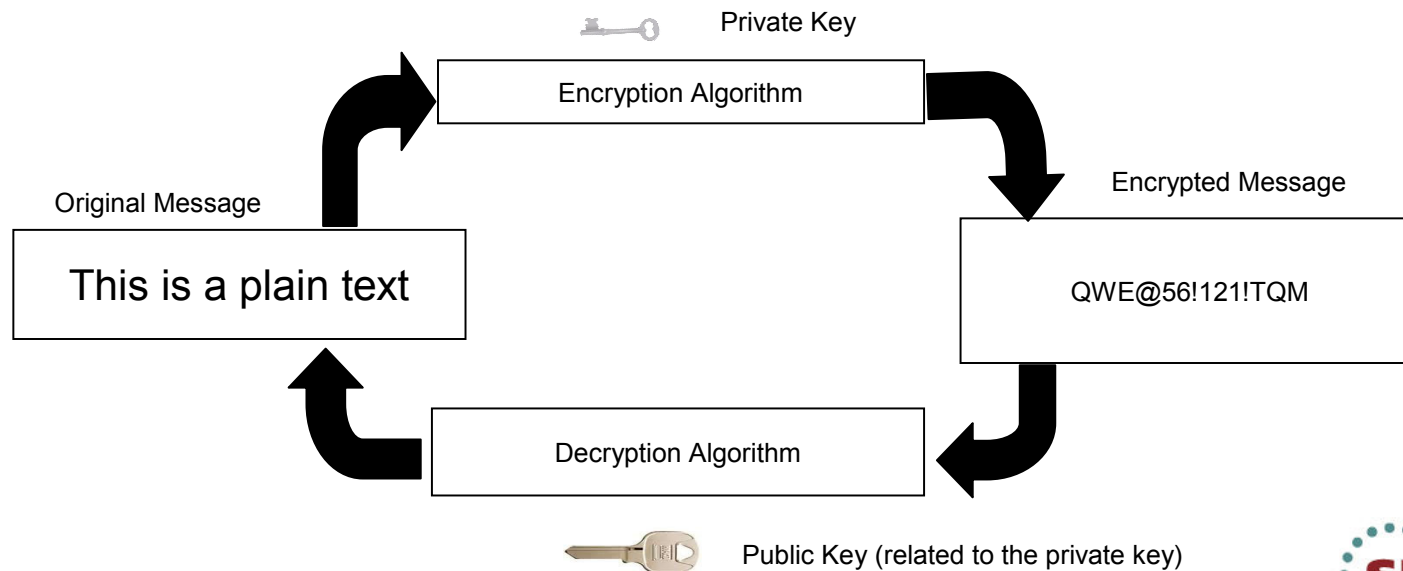 Private Key
Encryption Algorithm
Encrypted Message
Original Message
This is a plain text
QWE@56!121!TQM
Decryption Algorithm
Public Key (related to the private key)